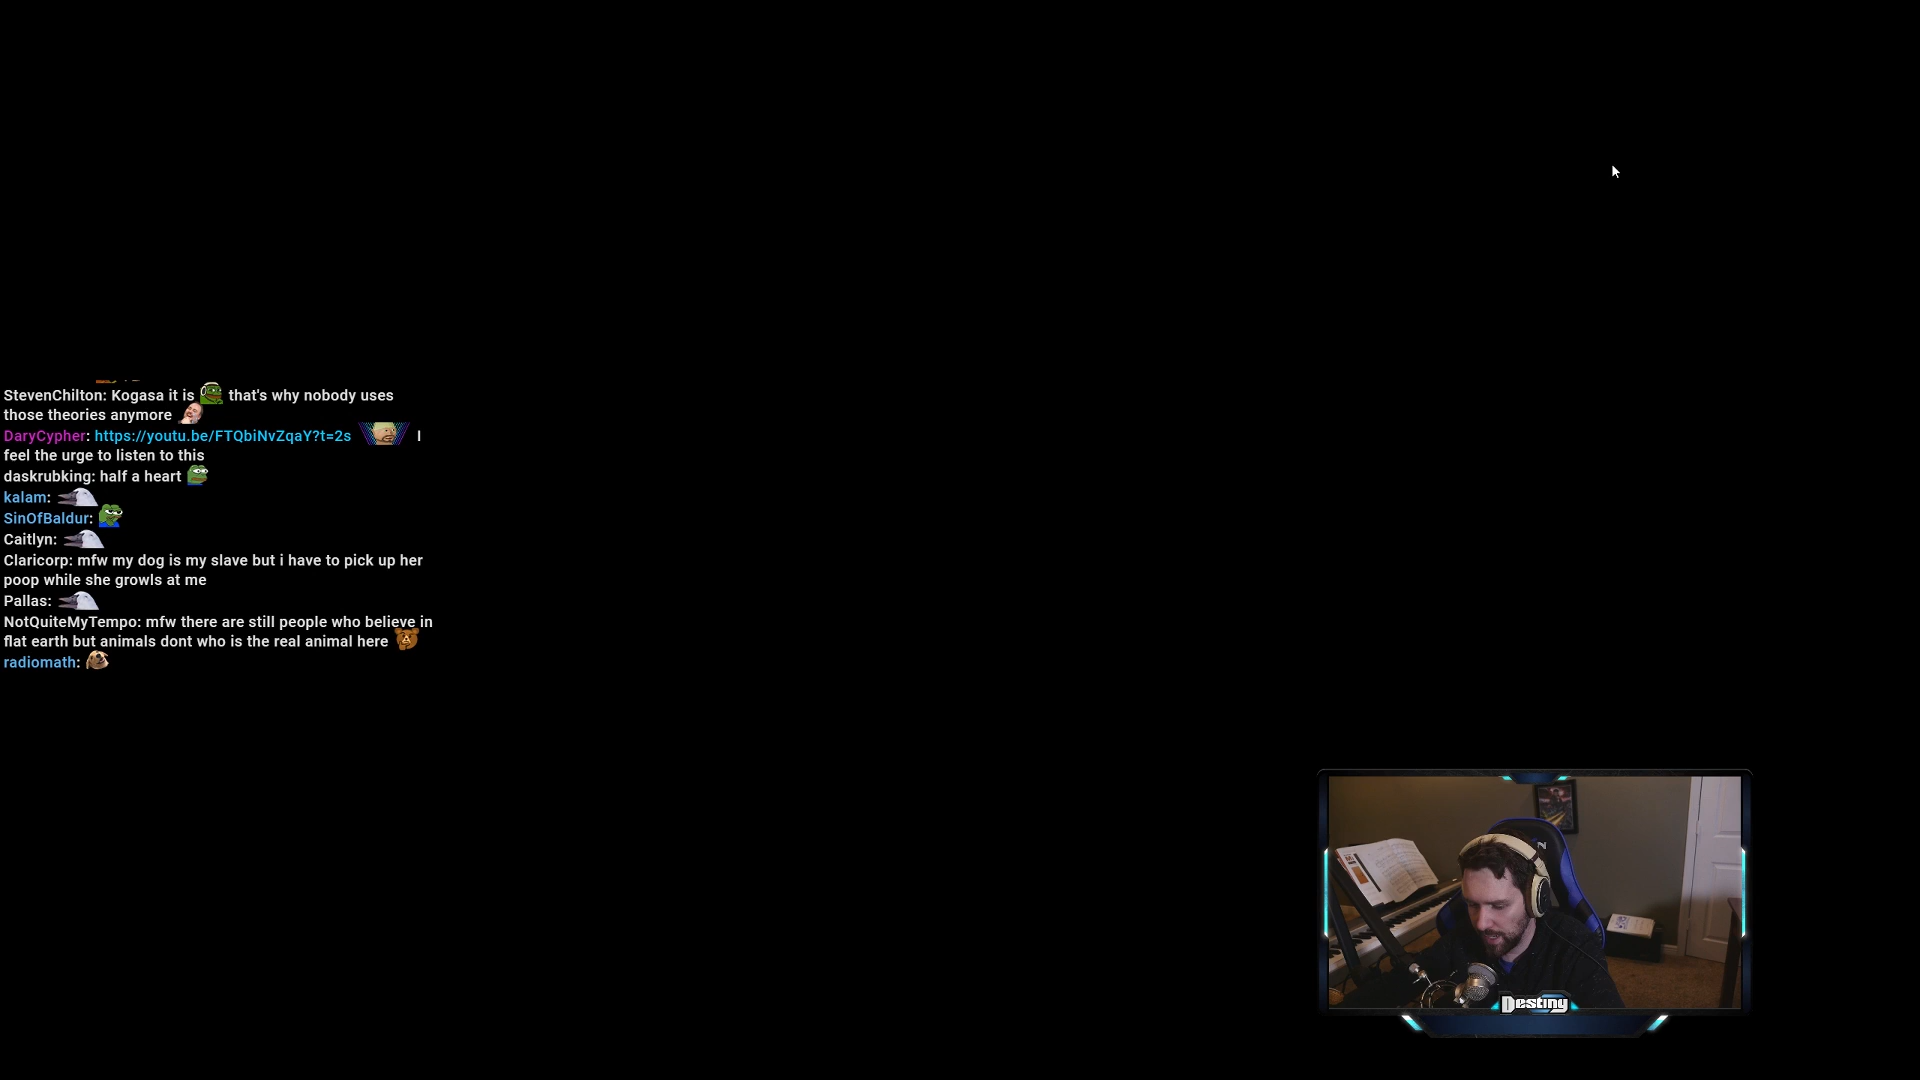 StevenChilton: Kogasa it is that's why nobody uses
those theories anymore
DaryCypher: https://youtu.be/FTQbiNvZqaY?t=2s I
feel the urge to listen to this
daskrubking: half a heart
kalam:
SinOfBaldur:
Caitlyn:
Claricorp: mfw my dog is my slave but i have to pick up her
poop while she growls at me
Pallas:
NotQuiteMyTempo: mfw there are still people who believe in
flat earth but animals dont who is the real animal here
radiomath:
Destiny